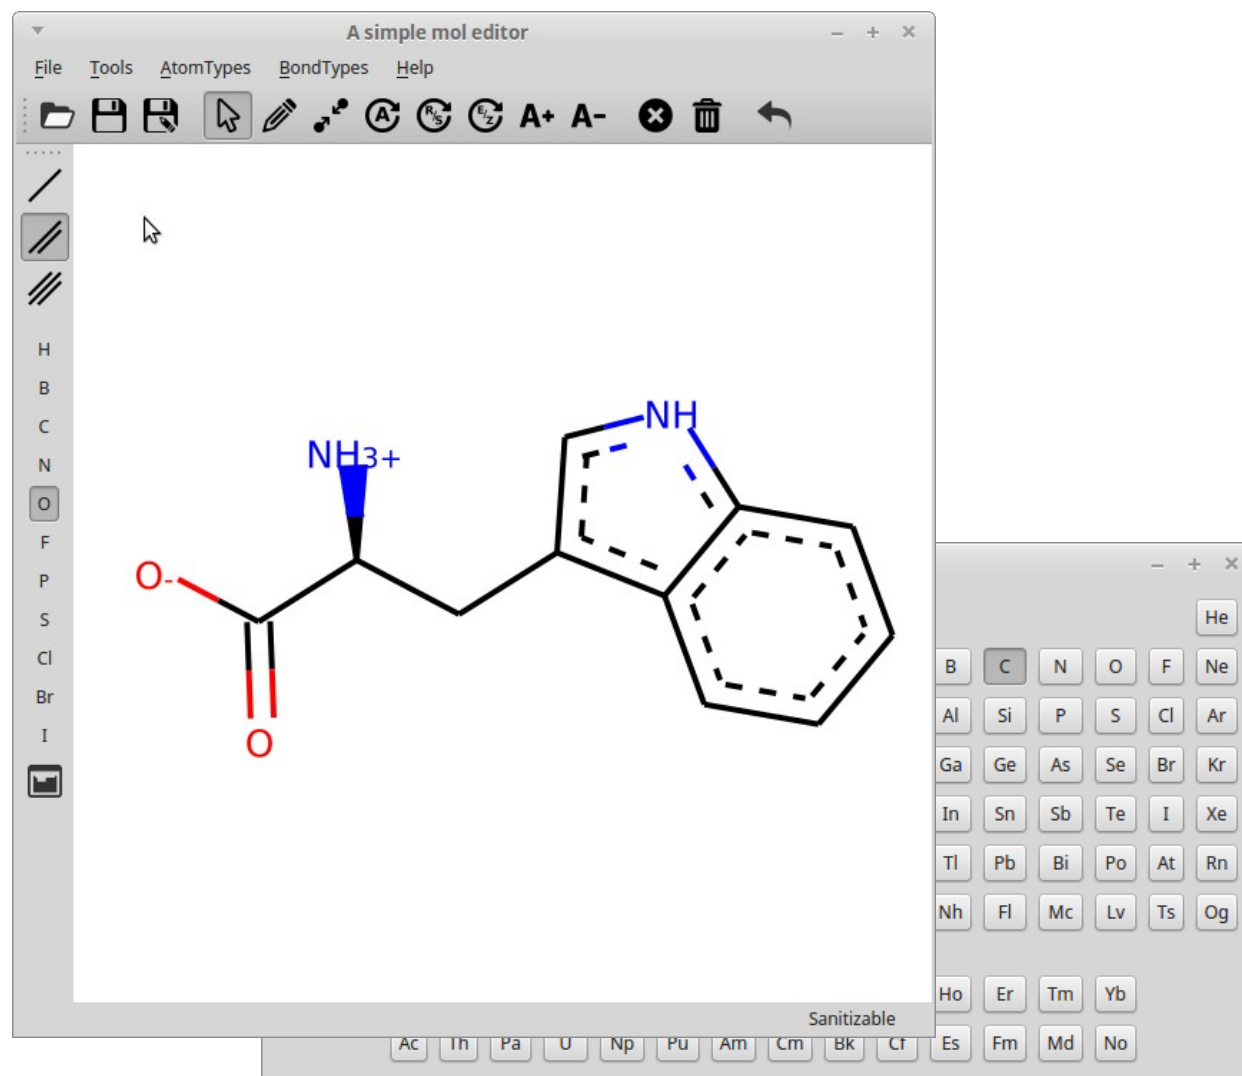 A simple mol editor
File Tools AtomTypes BondTypes Help
A R/S E/Z A+ A-
H
B
C
N
O
F
P
S
Cl
Br
I
NH
NH3+
O-
O
Sanitizable
He
B C N O F Ne
Al Si P S Cl Ar
Ga Ge As Se Br Kr
In Sn Sb Te I Xe
Tl Pb Bi Po At Rn
Nh Fl Mc Lv Ts Og
Ho Er Tm Yb
Ac Th Pa U Np Pu Am Cm Bk Cf Es Fm Md No